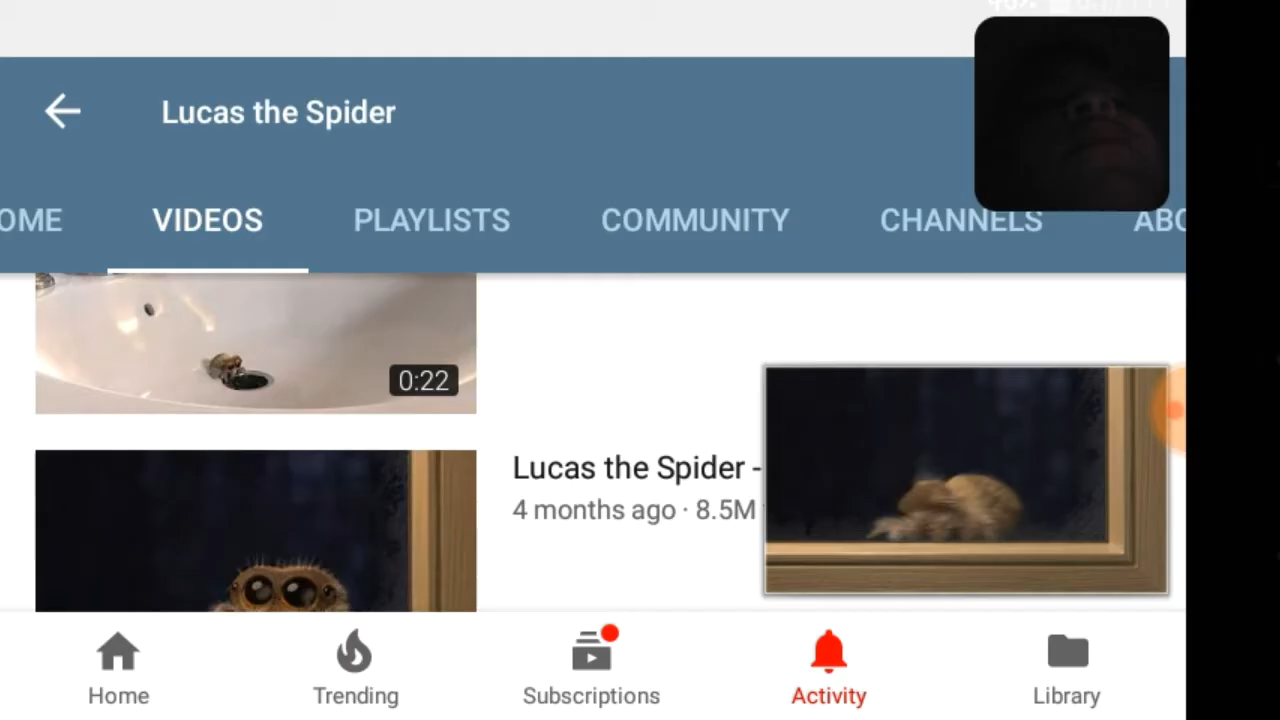 Lucas the Spider
OME VIDEOS PLAYLISTS COMMUNITY CHANNELS ABO
0:22
Lucas the Spider -
4 months ago · 8.5M
Home Trending Subscriptions Activity Library